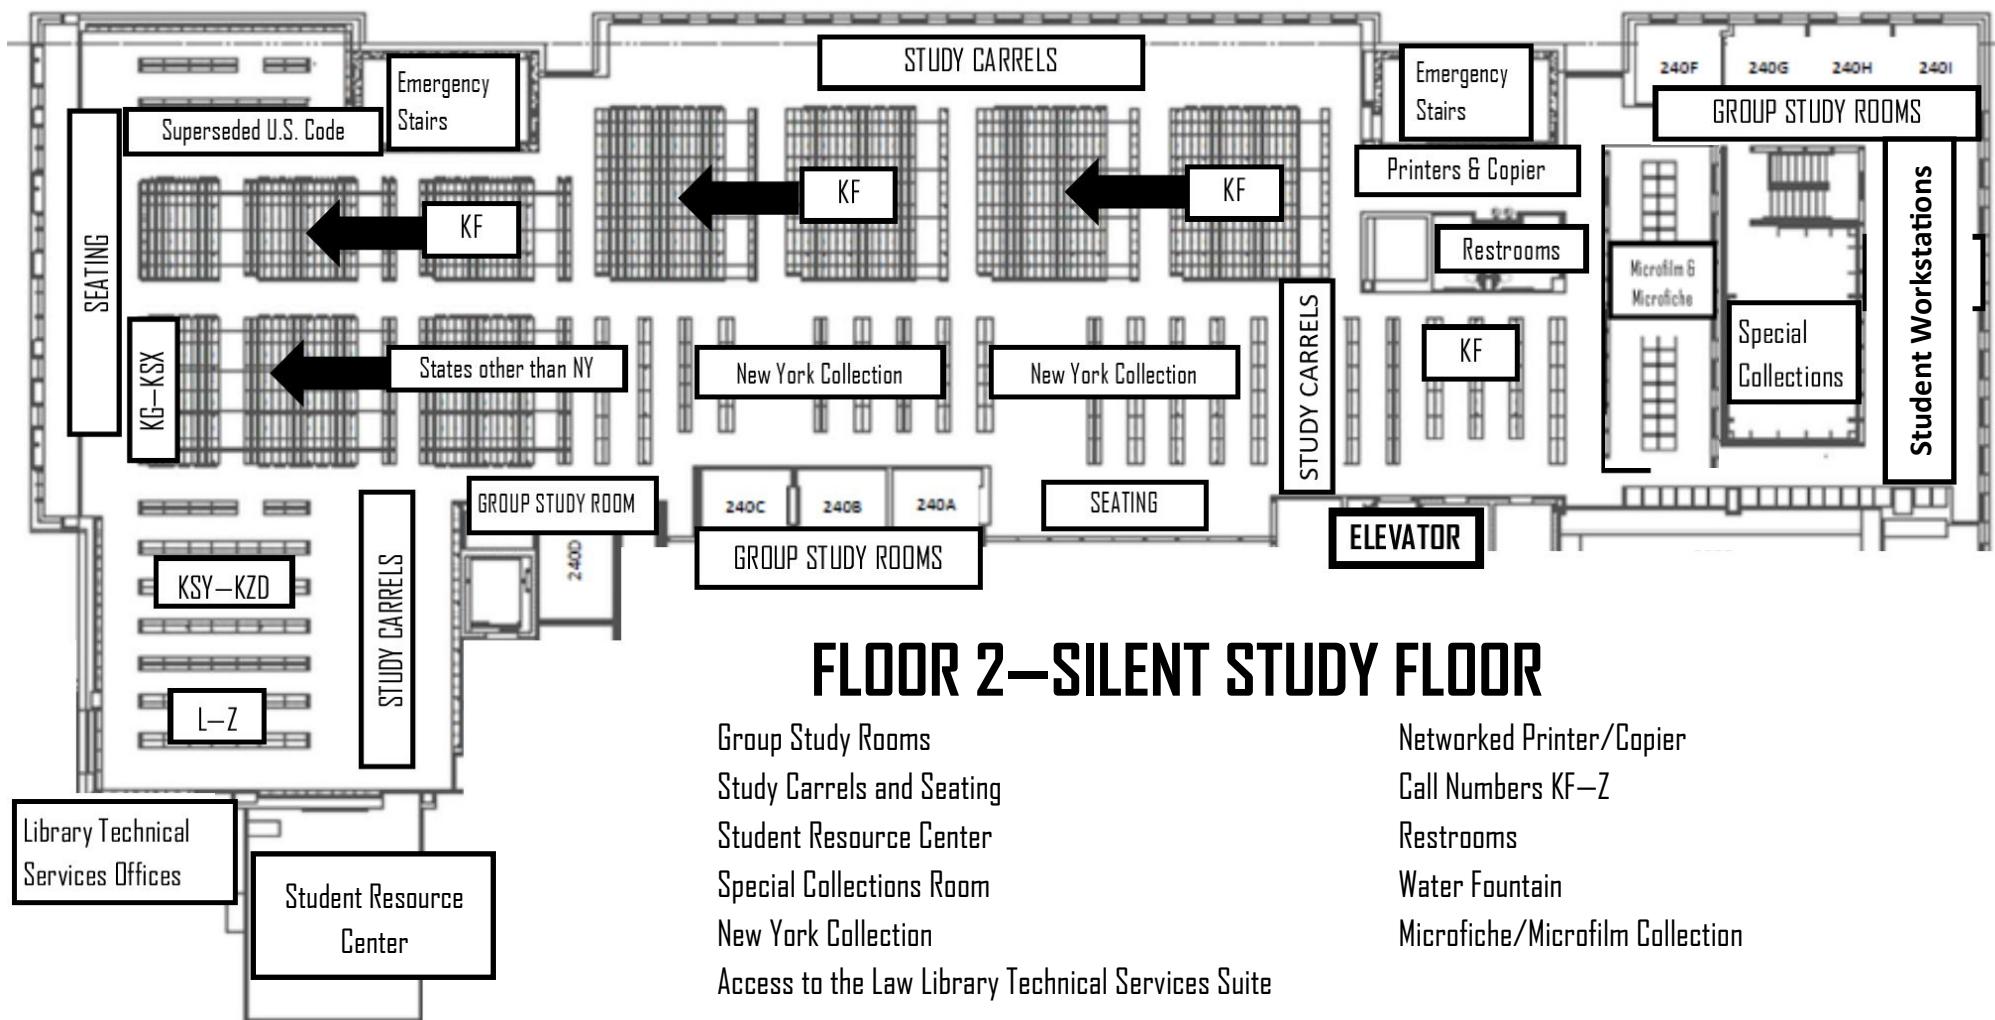 STUDY CARRELS
Emergency
Stairs
Emergency
Stairs
240F
240G
240H
240I
GROUP STUDY ROOMS
Superseded U.S. Code
Printers & Copier
KF
KF
KF
Restrooms
SEATING
Microfilm &
Microfiche
Student Workstations
Special
Collections
KG—KSX
States other than NY
New York Collection
New York Collection
STUDY CARRELS
KF
GROUP STUDY ROOM
240C
240B
240A
SEATING
ELEVATOR
GROUP STUDY ROOMS
240D
KSY—KZD
STUDY CARRELS
L—Z
FLOOR 2—SILENT STUDY FLOOR
Group Study Rooms
Study Carrels and Seating
Student Resource Center
Special Collections Room
New York Collection
Access to the Law Library Technical Services Suite
Networked Printer/Copier
Call Numbers KF—Z
Restrooms
Water Fountain
Microfiche/Microfilm Collection
Library Technical
Services Offices
Student Resource
Center